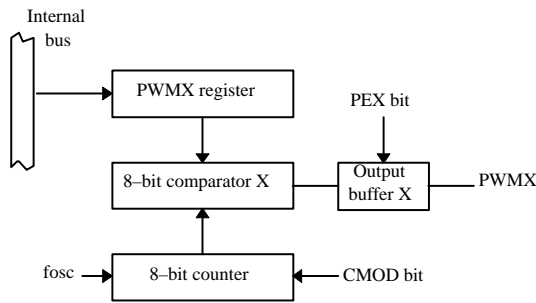 Internal
bus
PWMX register
PEX bit
8–bit comparator X
Output
buffer X
PWMX
fosc
8–bit counter
CMOD bit